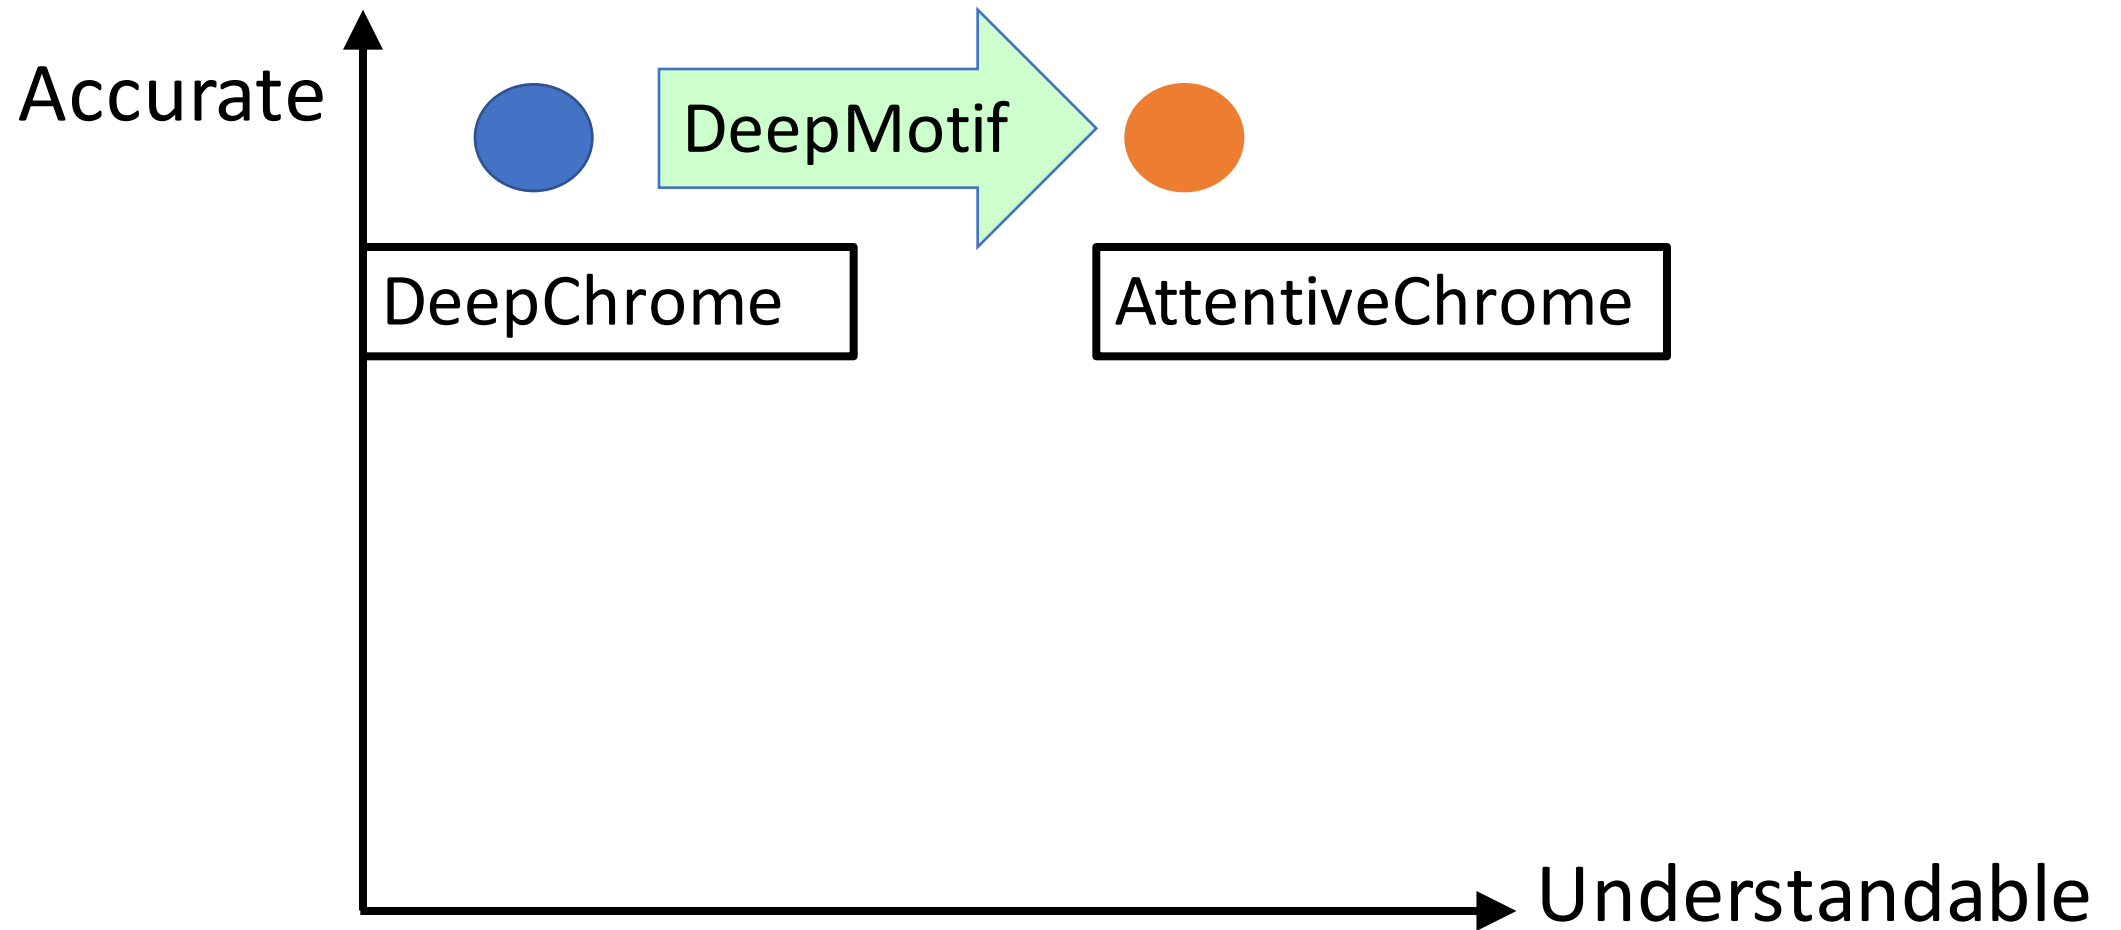 Accurate
DeepMotif
DeepChrome
AttentiveChrome
Understandable